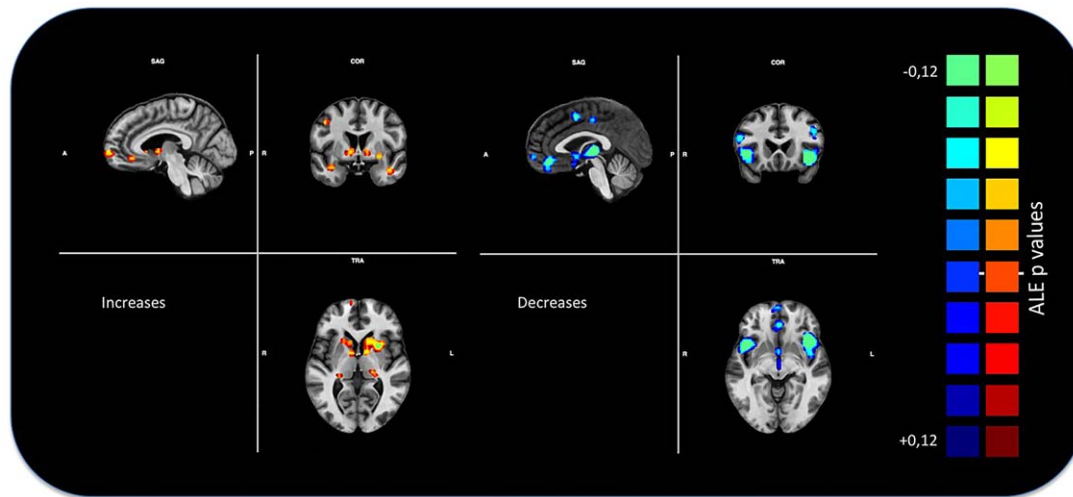 SAG
COR
SAG
COR
-0,12
A
P
R
A
P
R
TRA
TRA
ALE p values
Increases
Decreases
R
L
R
L
+0,12